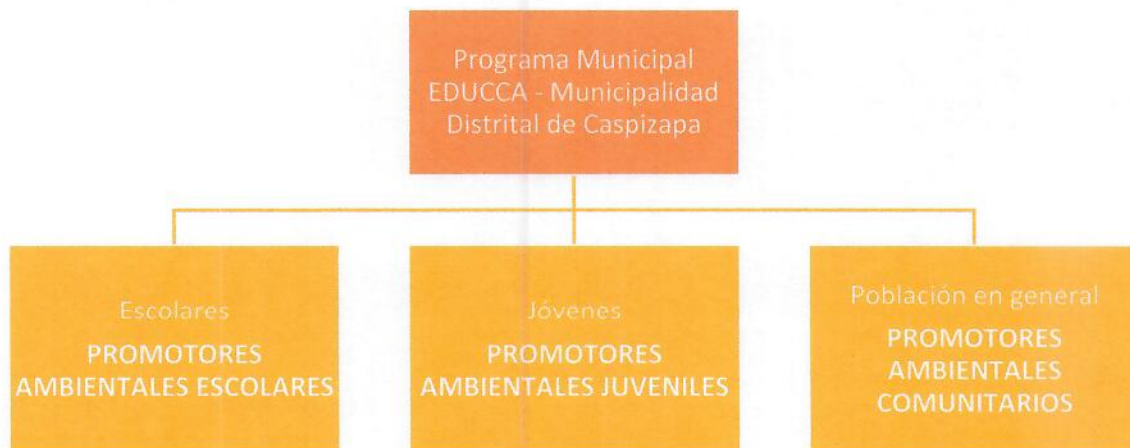 Programa Municipal
EDUCCA - Municipalidad
Distrital de Caspizapa
Escolares
PROMOTORES
AMBIENTALES ESCOLARES
Jóvenes
PROMOTORES
AMBIENTALES JUVENILES
Población en general
PROMOTORES
AMBIENTALES
COMUNITARIOS